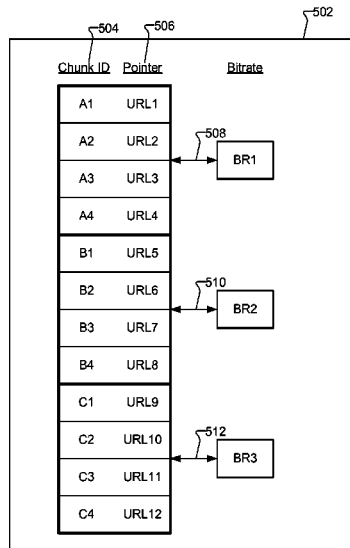 502
504
506
Chunk ID Pointer Bitrate
A1 URL1
A2 URL2
508
BR1
A3 URL3
A4 URL4
B1 URL5
B2 URL6
510
BR2
B3 URL7
B4 URL8
C1 URL9
C2 URL10
512
BR3
C3 URL11
C4 URL12